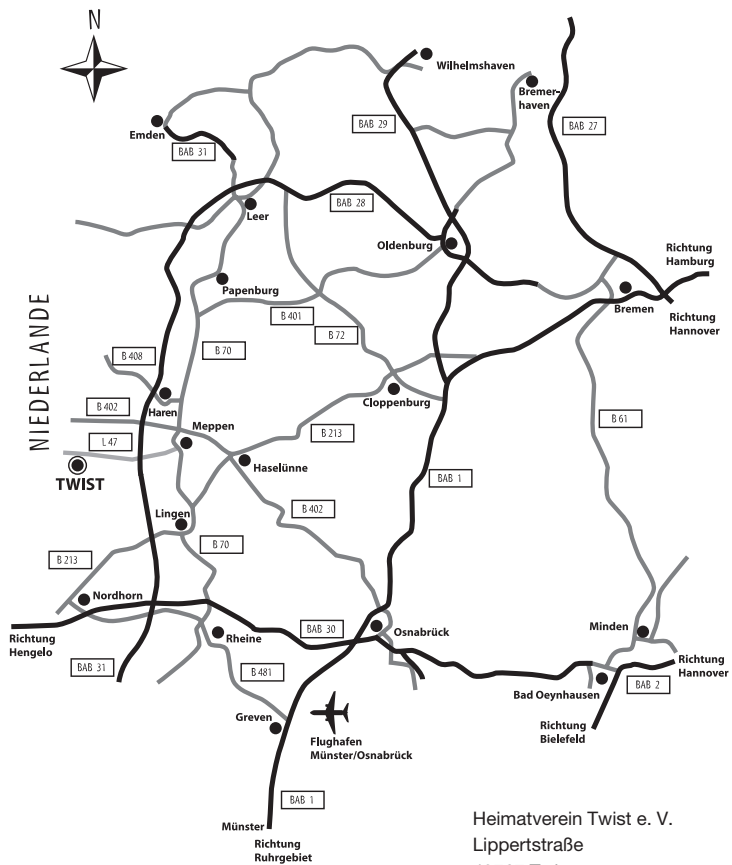 N
Wilhelmshaven
Bremer-
haven
Emden
BAB 31
BAB 29
BAB 27
Leer
BAB 28
Oldenburg
Richtung
Hamburg
Papenburg
Bremen
Richtung
Hannover
NIEDERLANDE
B 401
B 72
B 408
B 70
Haren
Cloppenburg
B 402
B 61
L 47
Meppen
B 213
Haselünne
TWIST
BAB 1
Lingen
B 402
B 70
B 213
Nordhorn
Richtung
Hengelo
Rheine
BAB 30
Osnabrück
Minden
BAB 31
B 481
Richtung
Hannover
BAB 2
Bad Oeynhausen
Greven
Richtung
Bielefeld
Flughafen
Münster/Osnabrück
BAB 1
Münster
Richtung
Ruhrgebiet
Heimatverein Twist e. V.
Lippertstraße